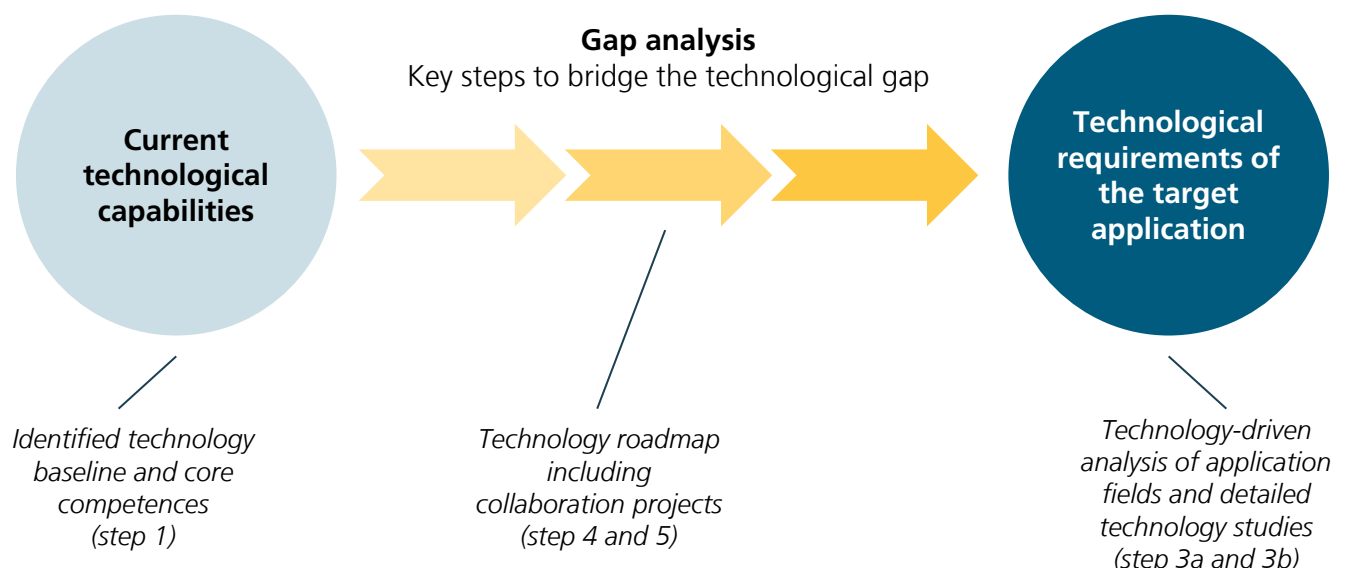 Gap analysis
Key steps to bridge the technological gap
Current
technological
capabilities
Technological
requirements of
the target
application
Identified technology
baseline and core
competences
(step 1)
Technology roadmap
including
collaboration projects
(step 4 and 5)
Technology-driven
analysis of application
fields and detailed
technology studies
(step 3a and 3b)